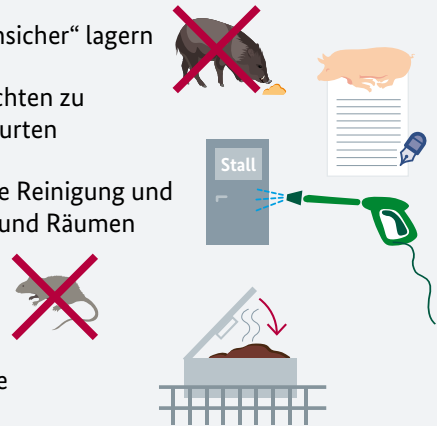 nsicher“ lagern
chten zu
urten
Stall
e Reinigung und
und Räumen
e